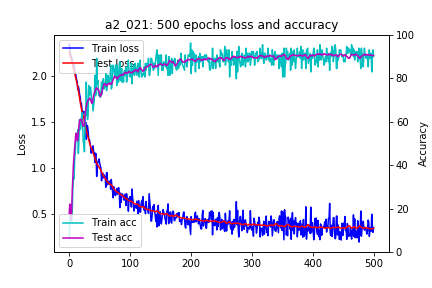 a2_021: 500 epochs loss and accuracy
Train loss
Test loss
Train acc
Test acc
Loss
2.0
1.5
1.0
0.5
Accuracy
100
80
60
40
20
0
0
100
200
300
400
500